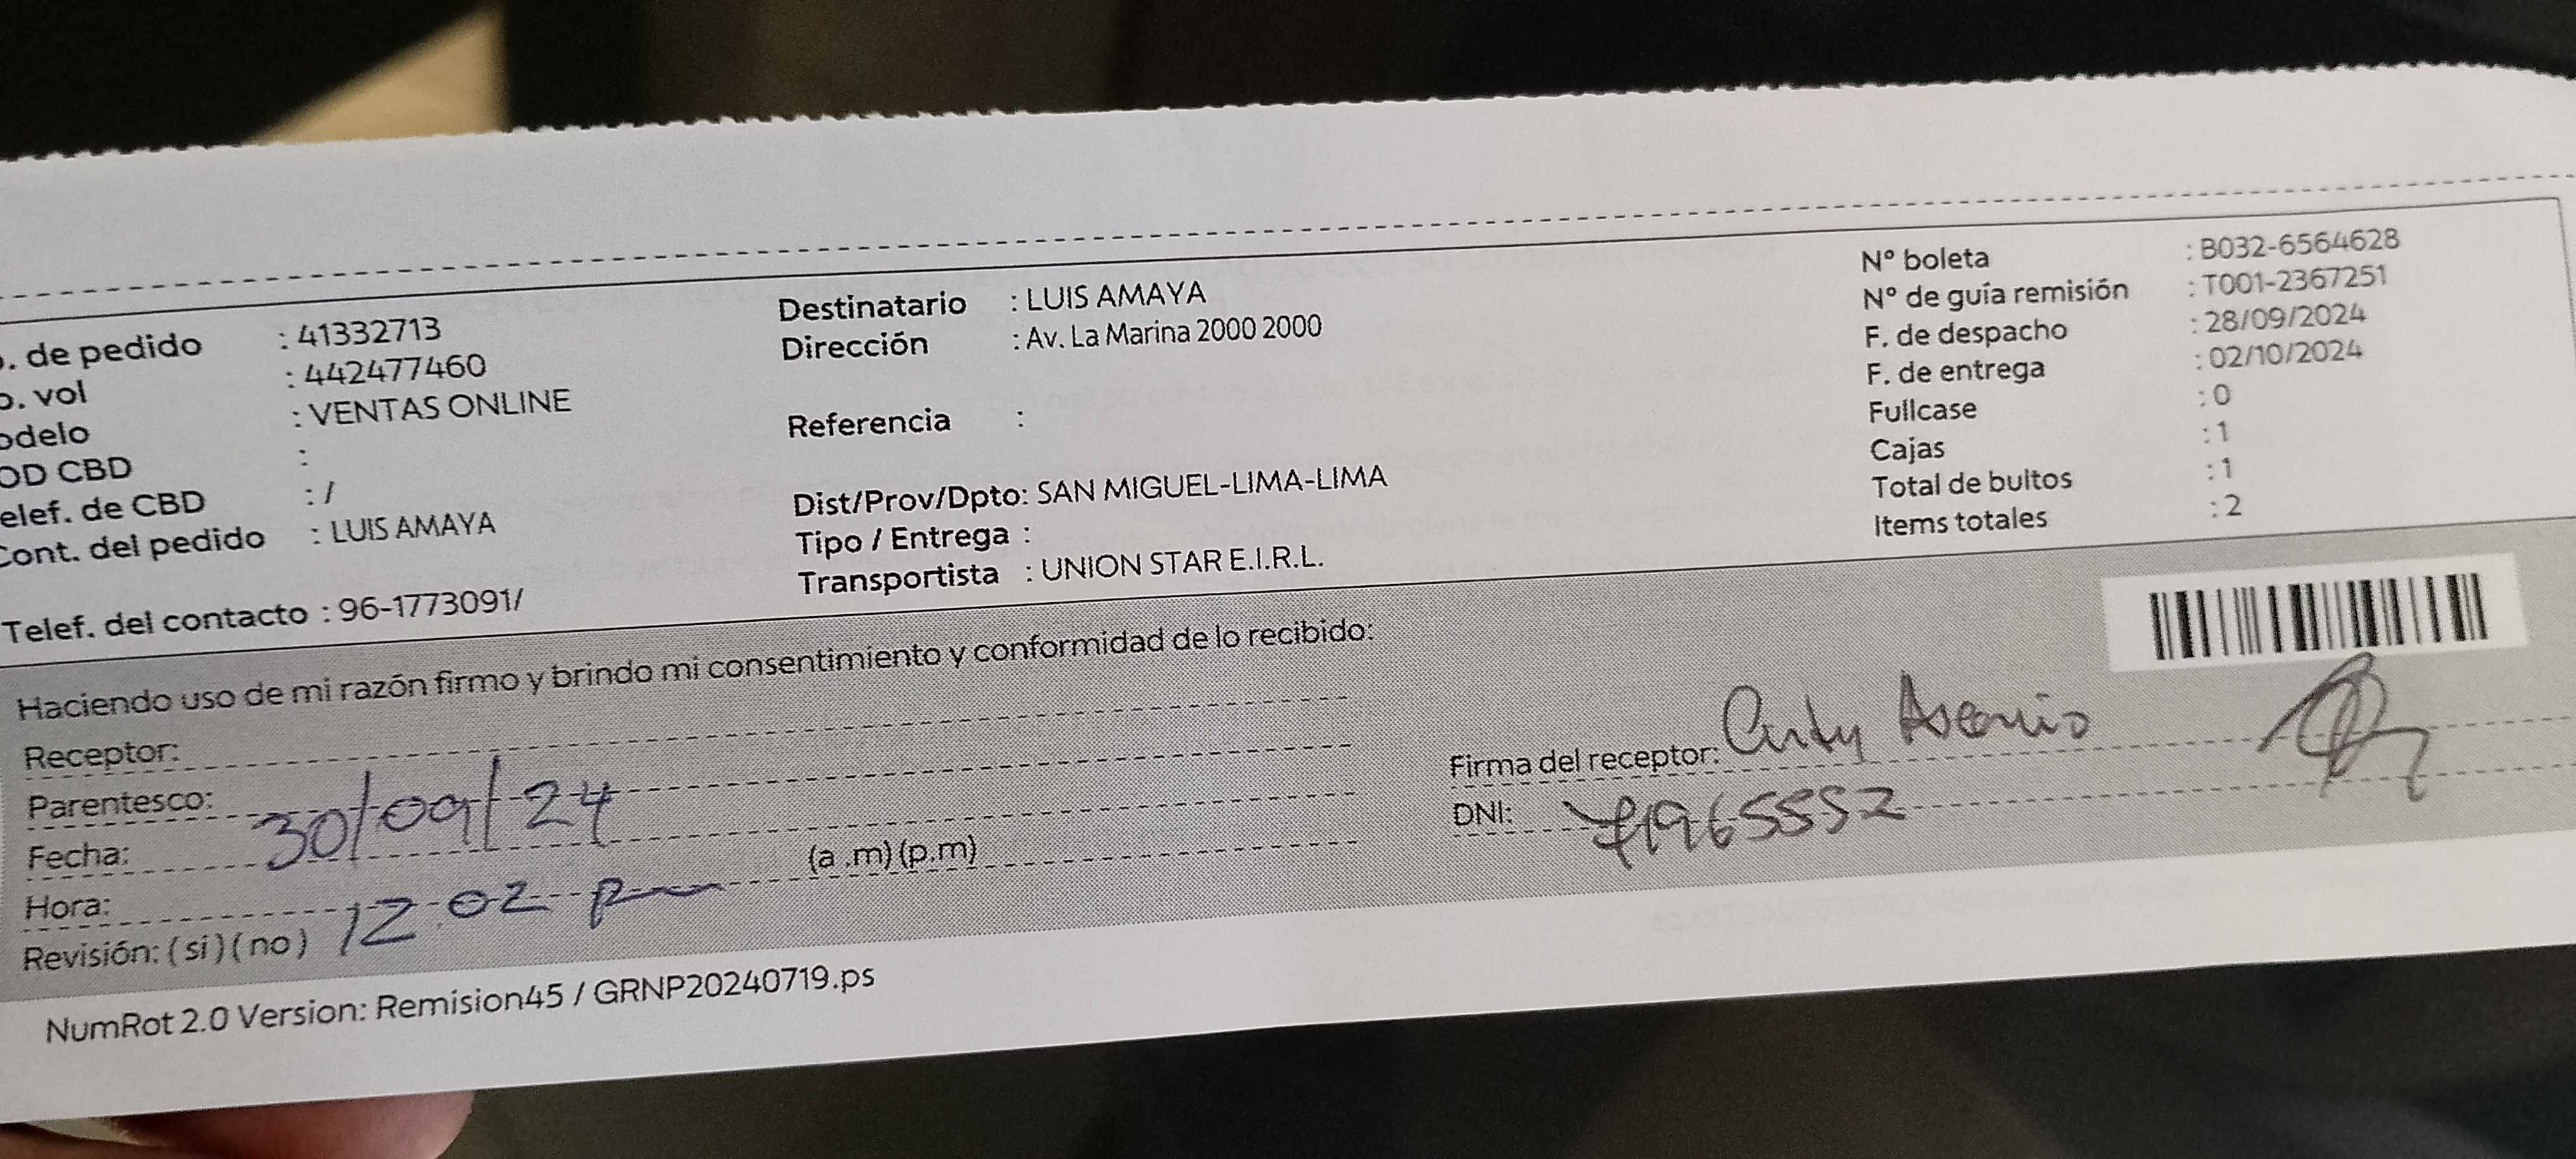 . de pedido : 41332713
. vol : 442477460
odelo : VENTAS ONLINE
OD CBD :
elef. de CBD : /
Cont. del pedido : LUIS AMAYA
Telef. del contacto : 96-1773091/
Destinatario : LUIS AMAYA
Dirección : Av. La Marina 2000 2000
Referencia :
Dist/Prov/Dpto: SAN MIGUEL-LIMA-LIMA
Tipo / Entrega :
Transportista : UNION STAR E.I.R.L.
Nº boleta : B032-6564628
Nº de guía remisión : T001-2367251
F. de despacho : 28/09/2024
F. de entrega : 02/10/2024
Fullcase : 0
Cajas : 1
Total de bultos : 1
Items totales : 2
Haciendo uso de mi razón firmo y brindo mi consentimiento y conformidad de lo recibido:
Receptor:
Parentesco:
Fecha: 30/09/24
Hora: 12:02 pm (a .m) (p.m)
Revisión: ( si ) ( no )
Firma del receptor:
DNI: 71965552
NumRot 2.0 Version: Remision45 / GRNP20240719.ps